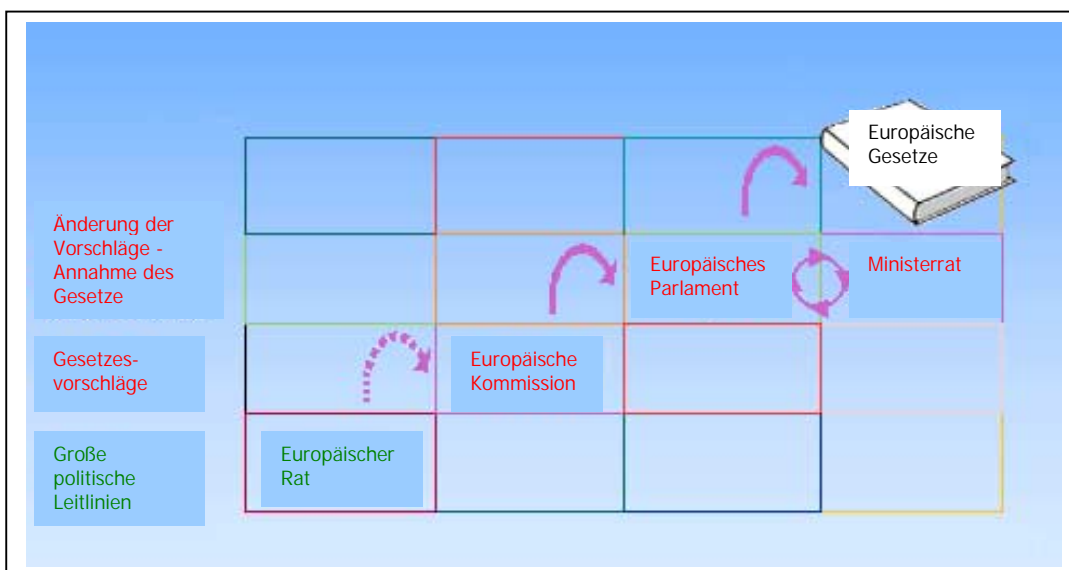 Europäische
Gesetze
Änderung der
Vorschläge -
Annahme des
Gesetze
Europäisches
Parlament
Ministerrat
Gesetzes-
vorschläge
Europäische
Kommission
Große
politische
Leitlinien
Europäischer
Rat